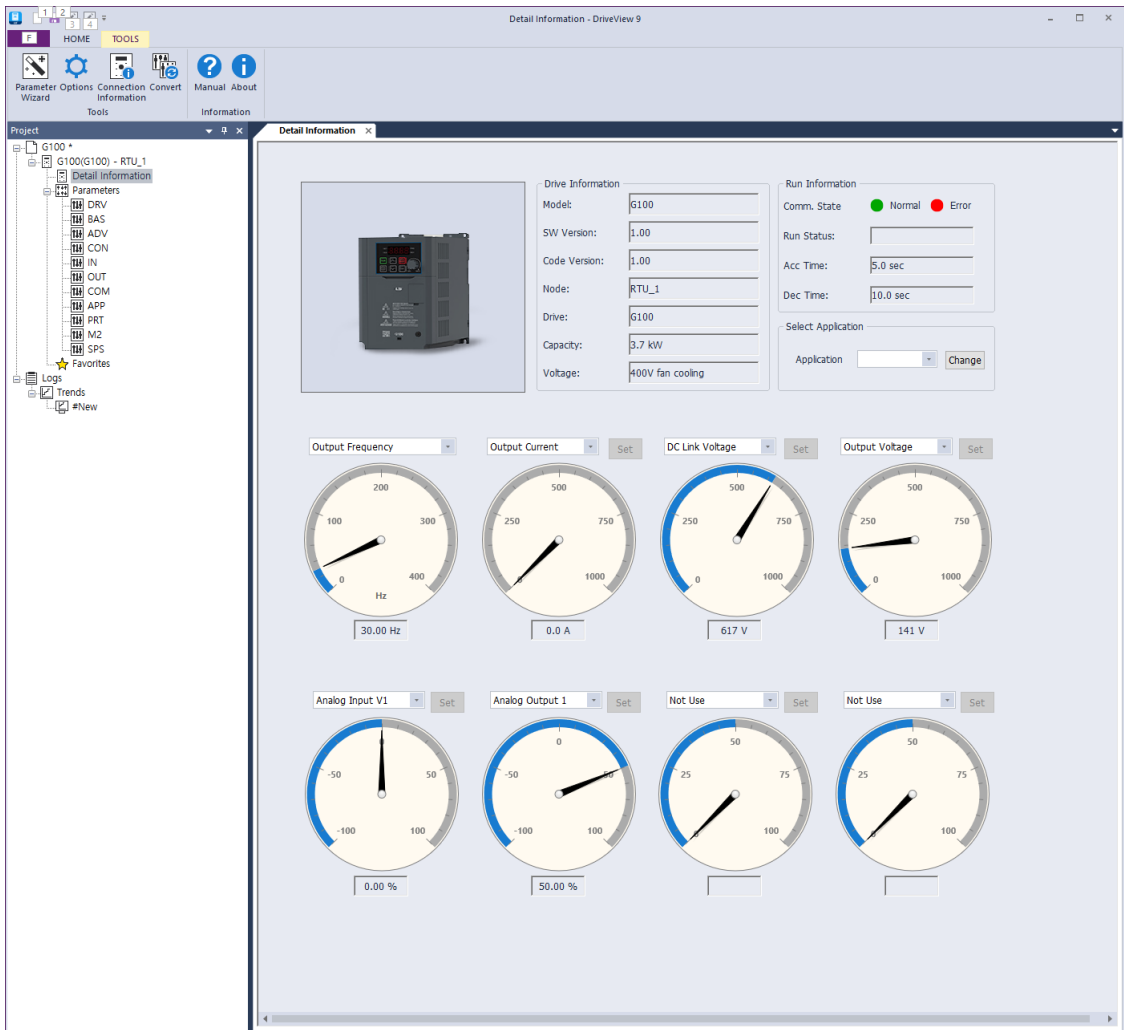 1 2
Detail Information - DriveView 9
3 4
F HOME TOOLS
Parameter Wizard Options Connection Information Convert Manual About
Tools Information
Project
Detail Information
G100 *
G100(G100) - RTU_1
Detail Information
Parameters
DRV
BAS
ADV
CON
IN
OUT
COM
APP
PRT
M2
SPS
Favorites
Logs
Trends
#New
Drive Information
Model: G100
SW Version: 1.00
Code Version: 1.00
Node: RTU_1
Drive: G100
Capacity: 3.7 kW
Voltage: 400V fan cooling
Run Information
Comm. State Normal Error
Run Status:
Acc Time: 5.0 sec
Dec Time: 10.0 sec
Select Application
Application Change
Output Frequency
0 100 200 300 400
Hz
30.00 Hz
Output Current Set
0 250 500 750 1000
0.0 A
DC Link Voltage Set
0 250 500 750 1000
617 V
Output Voltage Set
0 250 500 750 1000
141 V
Analog Input V1 Set
-100 -50 0 50 100
0.00 %
Analog Output 1 Set
-100 -50 0 50 100
50.00 %
Not Use Set
0 25 50 75 100
Not Use Set
0 25 50 75 100